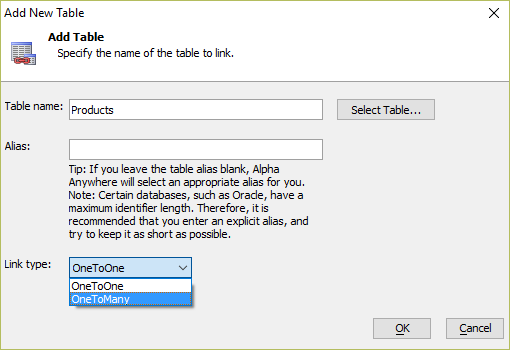 Add New Table
Add Table
Specify the name of the table to link.
Table name:
Products
Select Table...
Alias:
Tip: If you leave the table alias blank, Alpha
Anywhere will select an appropriate alias for you.
Note: Certain databases, such as Oracle, have a
maximum identifier length. Therefore, it is
recommended that you enter an explicit alias, and
try to keep it as short as possible.
Link type:
OneToOne
OneToOne
OneToMany
OK
Cancel